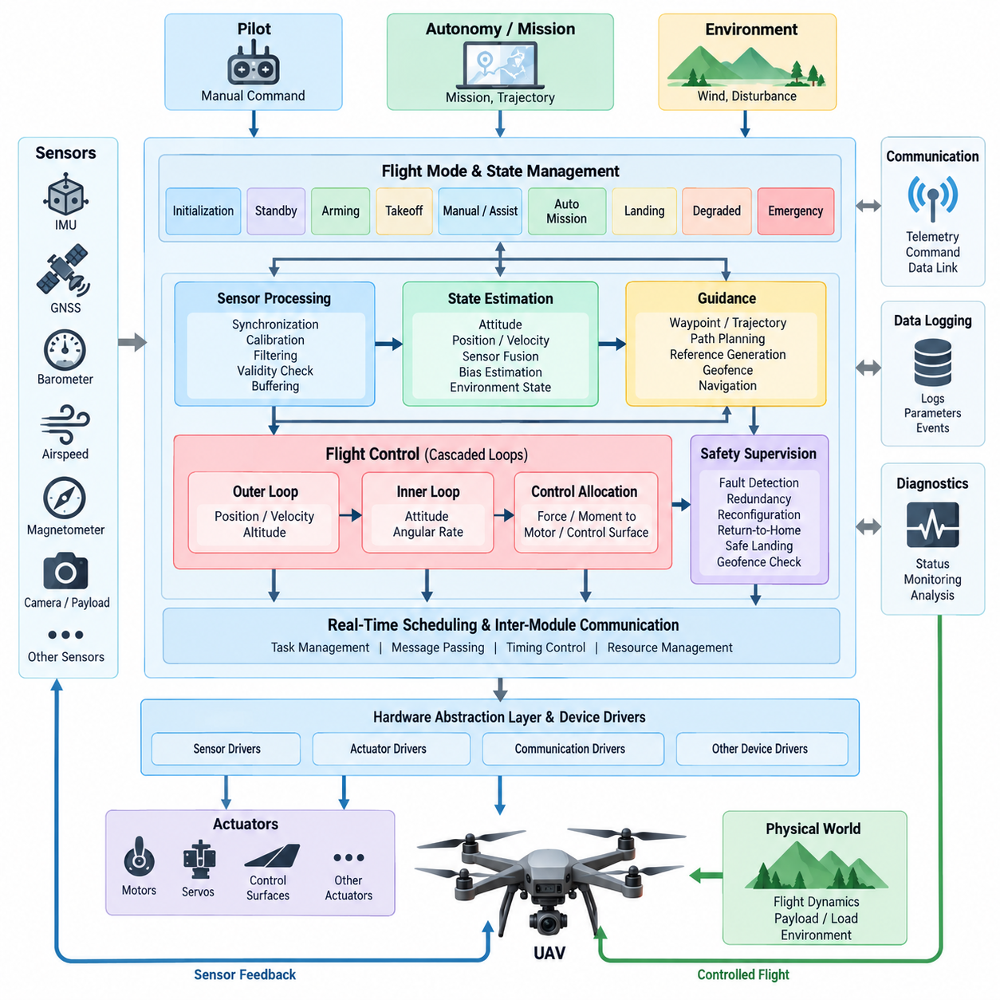 Pilot
Manual Command
Autonomy / Mission
Mission, Trajectory
Environment
Wind, Disturbance
Sensors
IMU
GNSS
Barometer
Airspeed
Magnetometer
Camera / Payload
Other Sensors
Flight Mode & State Management
Initialization
Standby
Arming
Takeoff
Manual / Assist
Auto
Mission
Landing
Degraded
Emergency
Sensor Processing
Synchronization
Calibration
Filtering
Validity Check
Buffering
State Estimation
Attitude
Position / Velocity
Sensor Fusion
Bias Estimation
Environment State
Guidance
Waypoint / Trajectory
Path Planning
Reference Generation
Geofence
Navigation
Flight Control (Cascaded Loops)
Outer Loop
Position / Velocity
Altitude
Inner Loop
Attitude
Angular Rate
Control Allocation
Force / Moment to
Motor / Control Surface
Safety Supervision
Fault Detection
Redundancy
Reconfiguration
Return-to-Home
Safe Landing
Geofence Check
Real-Time Scheduling & Inter-Module Communication
Task Management | Message Passing | Timing Control | Resource Management
Communication
Telemetry
Command
Data Link
Data Logging
Logs
Parameters
Events
Diagnostics
Status
Monitoring
Analysis
Hardware Abstraction Layer & Device Drivers
Sensor Drivers
Actuator Drivers
Communication Drivers
Other Device Drivers
Actuators
Motors
Servos
Control
Surfaces
Other
Actuators
UAV
Physical World
Flight Dynamics
Payload / Load
Environment
Sensor Feedback
Controlled Flight